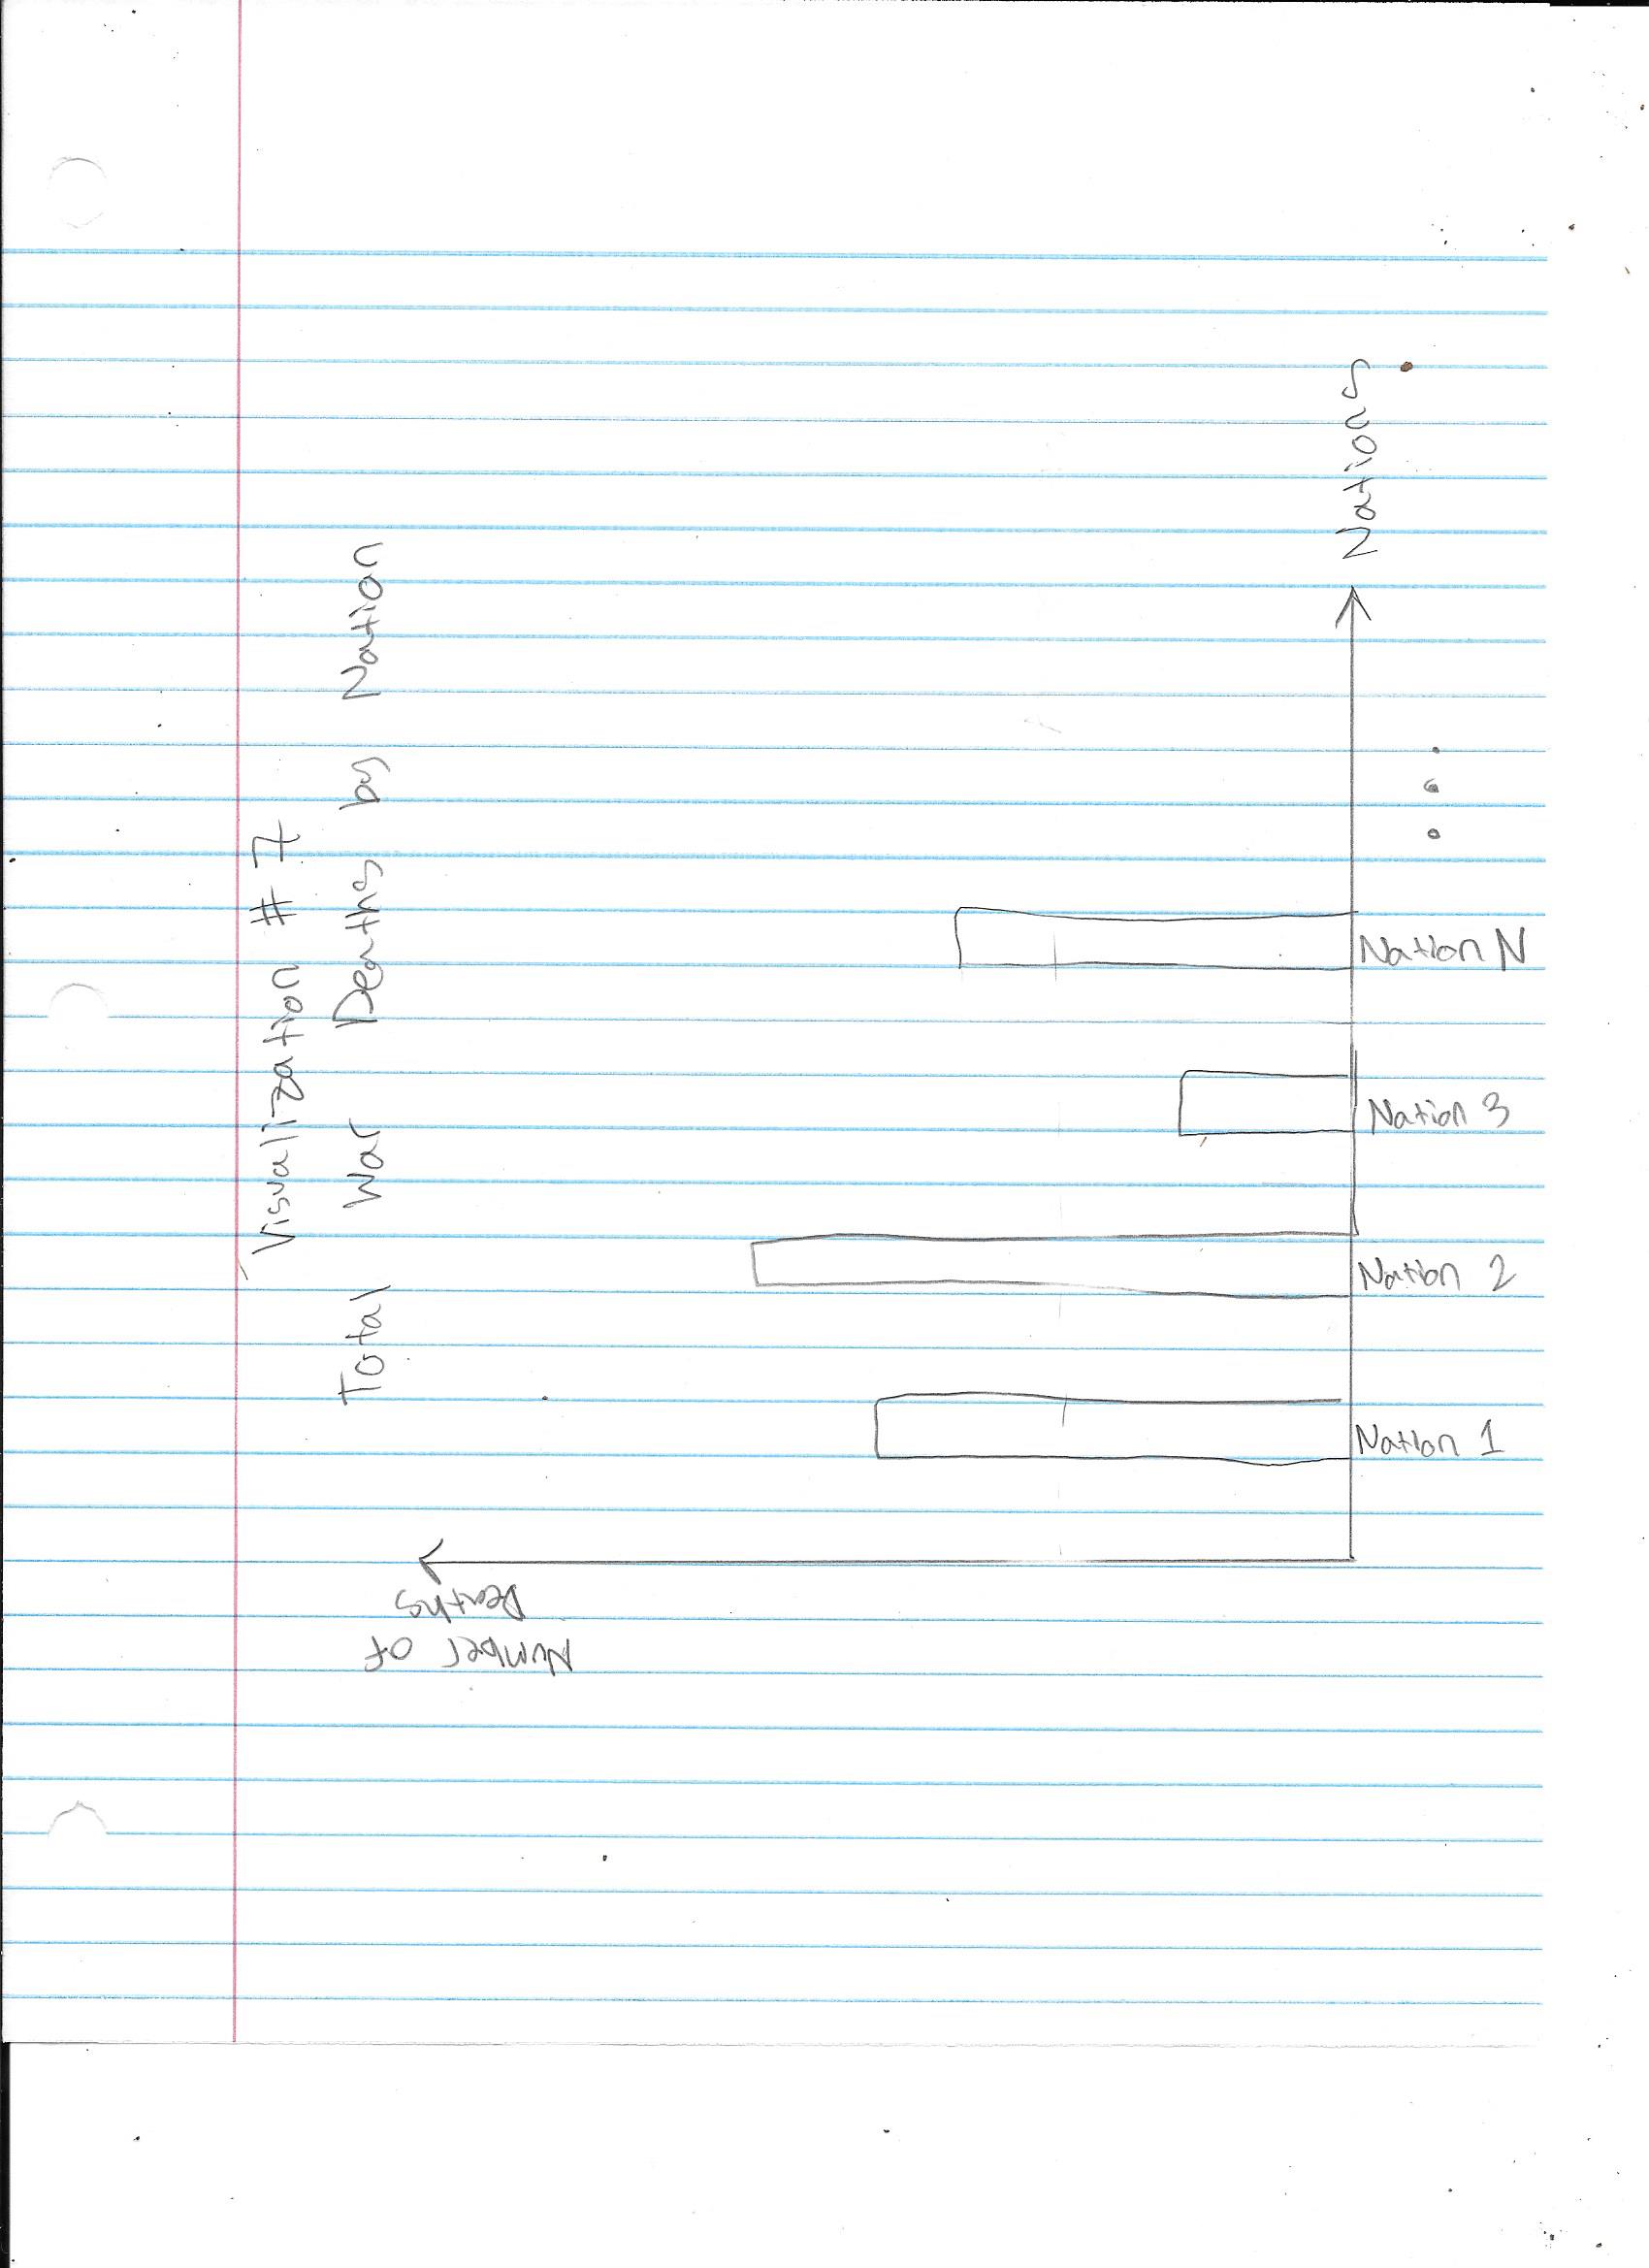 Visualization # 7
Total War Deaths by Nation
Number of
Deaths
Nation 1
Nation 2
Nation 3
Nation N
Nations